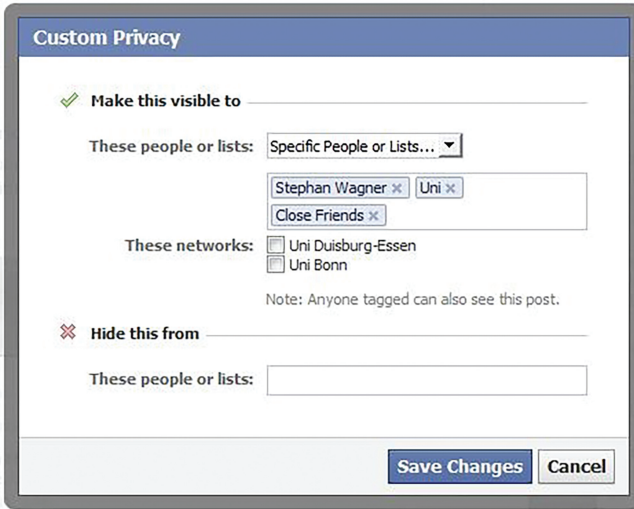 Custom Privacy
Make this visible to
These people or lists: Specific People or Lists...
Stephan Wagner × Uni ×
Close Friends ×
These networks: Uni Duisburg-Essen
Uni Bonn
Note: Anyone tagged can also see this post.
Hide this from
These people or lists:
Save Changes Cancel